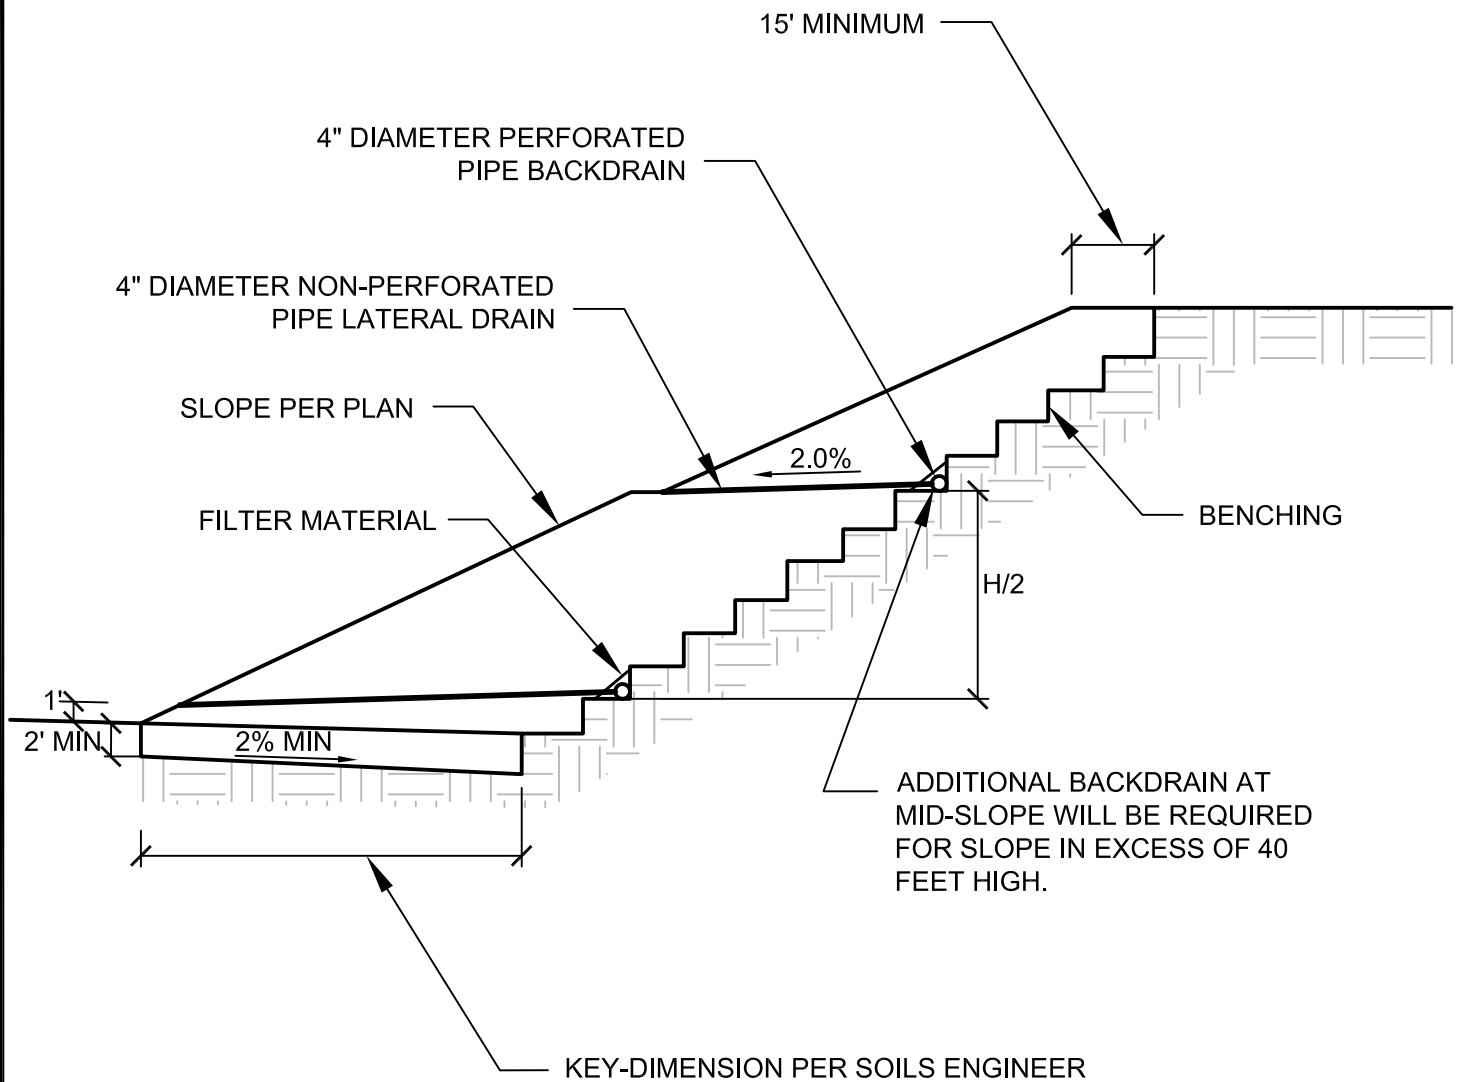 15' MINIMUM
4" DIAMETER PERFORATED
PIPE BACKDRAIN
4" DIAMETER NON-PERFORATED
PIPE LATERAL DRAIN
SLOPE PER PLAN
2.0%
FILTER MATERIAL
BENCHING
H/2
1'
2' MIN
2% MIN
ADDITIONAL BACKDRAIN AT
MID-SLOPE WILL BE REQUIRED
FOR SLOPE IN EXCESS OF 40
FEET HIGH.
KEY-DIMENSION PER SOILS ENGINEER